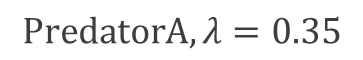 PredatorA, λ = 0.35